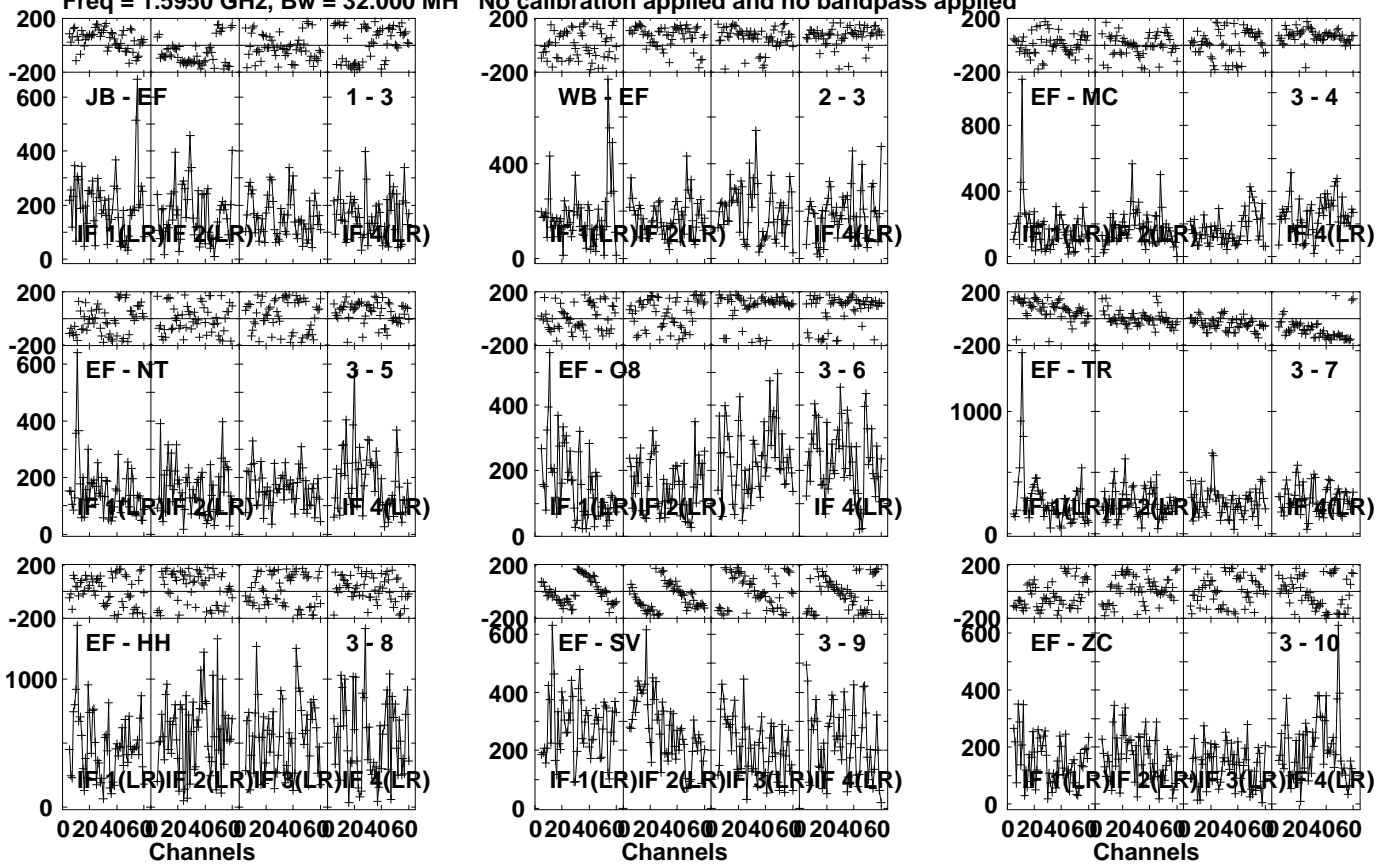 Freq = 1.5950 GHz, Bw = 32.000 MH No calibration applied and no bandpass applied
200
-200
600
400
200
0
JB - EF 1 - 3
IF 1(LR) IF 2(LR) IF 4(LR)
200
-200
400
0
WB - EF 2 - 3
IF 1(LR) IF 2(LR) IF 4(LR)
200
-200
800
400
0
EF - MC 3 - 4
IF 1(LR) IF 2(LR) IF 4(LR)
200
-200
600
400
200
0
EF - NT 3 - 5
IF 1(LR) IF 2(LR) IF 4(LR)
200
-200
400
200
0
EF - O8 3 - 6
IF 1(LR) IF 2(LR) IF 4(LR)
200
-200
1000
0
EF - TR 3 - 7
IF 1(LR) IF 2(LR) IF 4(LR)
200
-200
1000
0
EF - HH 3 - 8
IF 1(LR) IF 2(LR) IF 3(LR) IF 4(LR)
0 20 40 60 0 20 40 60 0 20 40 60 0 20 40 60
Channels
200
-200
600
400
200
0
EF - SV 3 - 9
IF 1(LR) IF 2(LR) IF 3(LR) IF 4(LR)
0 20 40 60 0 20 40 60 0 20 40 60 0 20 40 60
Channels
200
-200
600
400
200
0
EF - ZC 3 - 10
IF 1(LR) IF 2(LR) IF 3(LR) IF 4(LR)
0 20 40 60 0 20 40 60 0 20 40 60 0 20 40 60
Channels